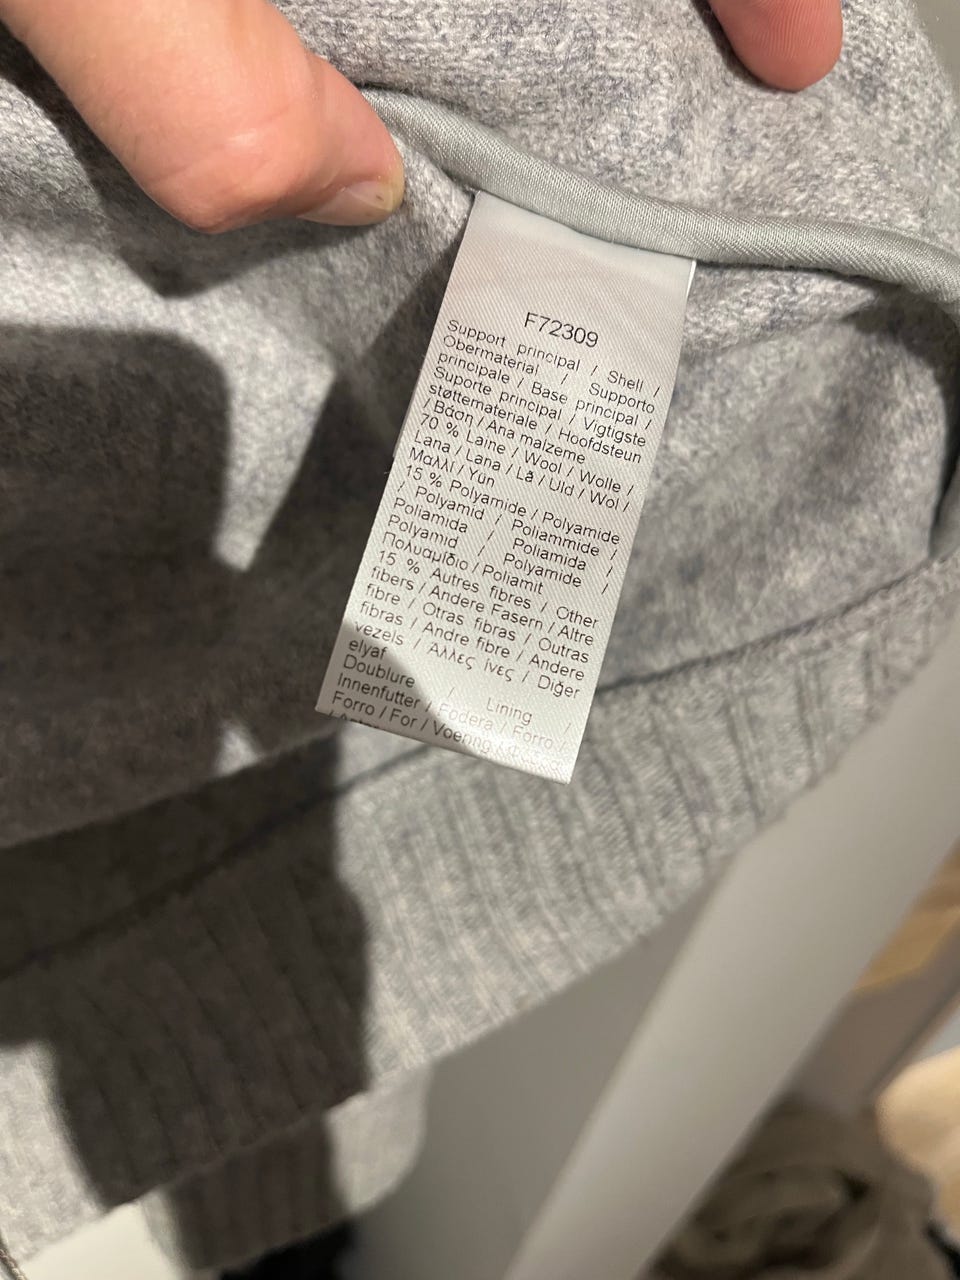 F72309
Support principal / Shell /
Obermaterial / Supporto
principale / Base principal /
Suporte principal / Vigtigste
støttemateriale / Hoofdsteun
/ Βάση / Ana malzeme
70 % Laine / Wool / Wolle /
Lana / Lana / Lã / Uld / Wol /
Μαλλί / Yün
15 % Polyamide / Polyamide
/ Polyamid / Poliammide /
Poliamida / Poliamida /
Polyamid / Polyamide /
Πολυαμίδιο / Poliamit
15 % Autres fibres / Other
fibers / Andere Fasern / Altre
fibre / Otras fibras / Outras
fibras / Andre fibre / Andere
vezels / Άλλες ίνες / Diğer
elyaf
Doublure / Lining /
Innenfutter / Fodera / Forro /
Forro / For / Voering /
/ Astar